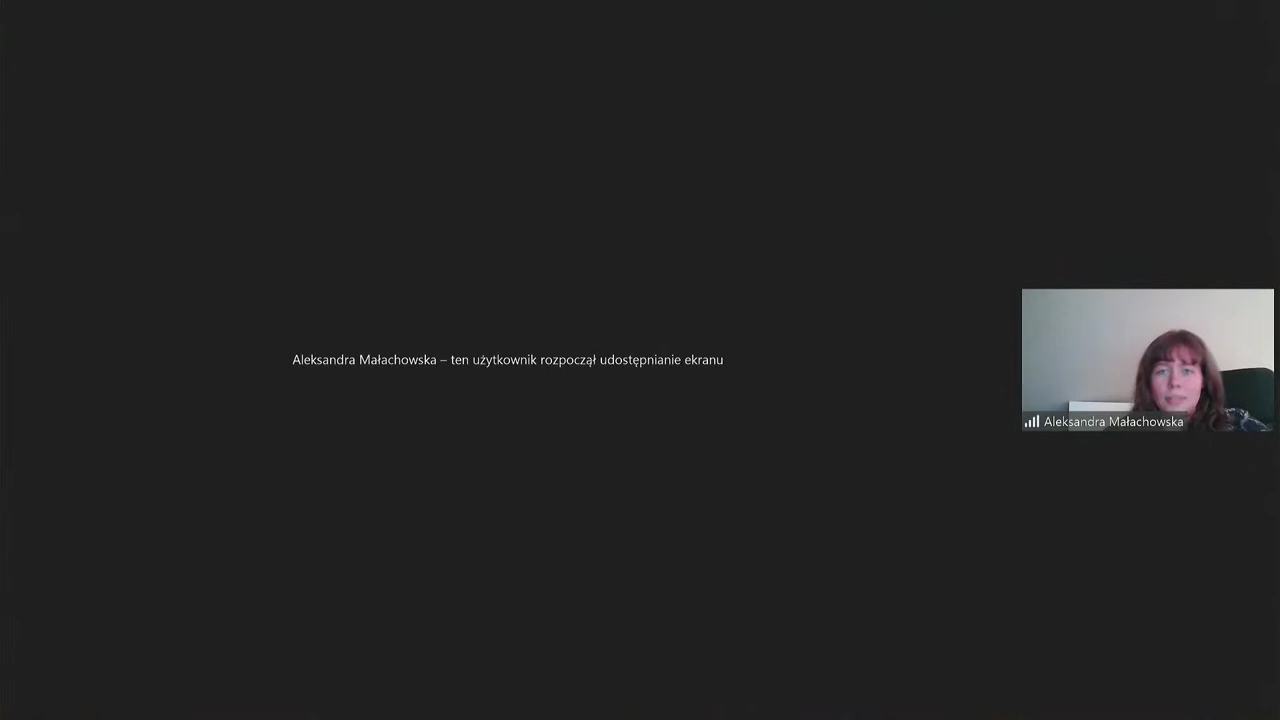 Aleksandra Małachowska – ten użytkownik rozpoczął udostępnianie ekranu
Aleksandra Małachowska